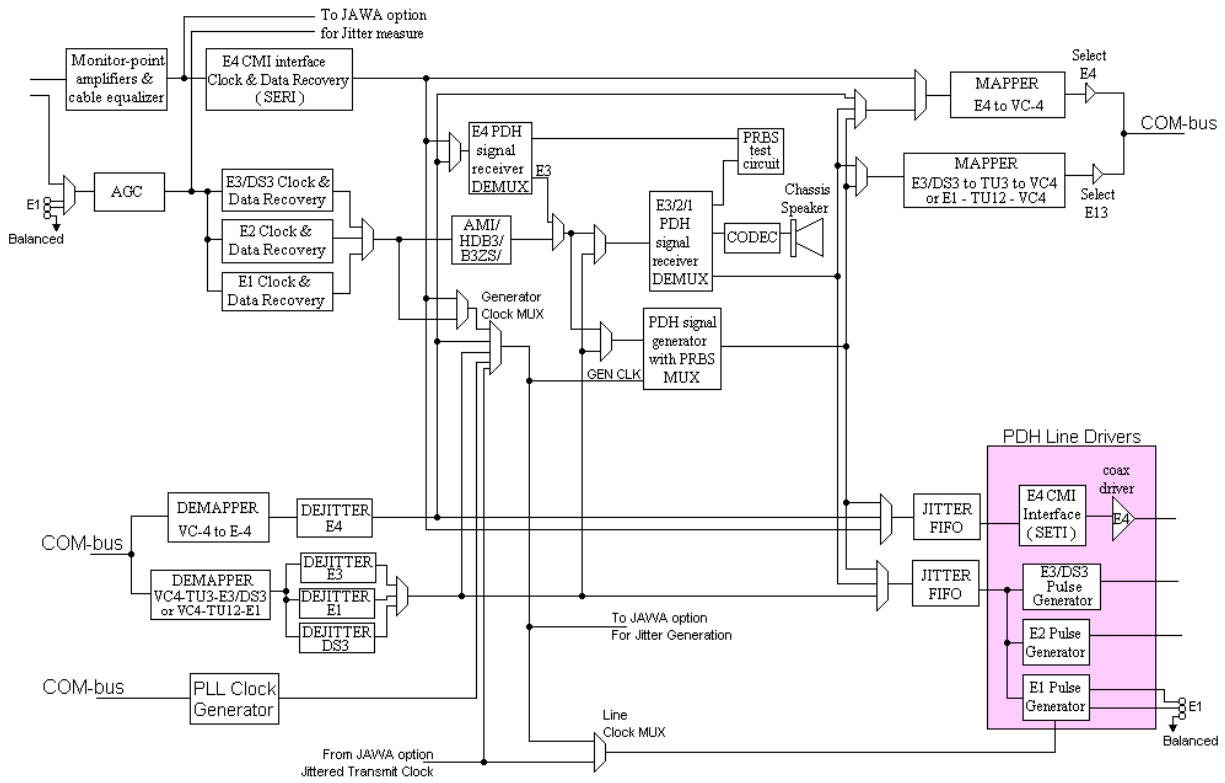 To JAWA option
for Jitter measure
Monitor-point
amplifiers &
cable equalizer
E4 CMI interface
Clock & Data Recovery
( SERI )
Select
E4
MAPPER
E4 to VC-4
COM-bus
E4 PDH
signal
receiver
DEMUX
E3
PRBS
test
circuit
MAPPER
E3/DS3 to TU3 to VC4
or E1 - TU12 - VC4
Select
E13
E1
Balanced
AGC
E3/DS3 Clock &
Data Recovery
E2 Clock &
Data Recovery
E1 Clock &
Data Recovery
AMI/
HDB3/
B3ZS/
E3/2/1
PDH
signal
receiver
DEMUX
Chassis
Speaker
CODEC
Generator
Clock MUX
PDH signal
generator
with PRBS
MUX
GEN CLK
PDH Line Drivers
coax
driver
DEMAPPER
VC-4 to E-4
DEJITTER
E4
JITTER
FIFO
E4 CMI
Interface
( SETI )
E4
COM-bus
DEMAPPER
VC4-TU3-E3/DS3
or VC4-TU12-E1
DEJITTER
E3
DEJITTER
E1
DEJITTER
DS3
JITTER
FIFO
E3/DS3
Pulse
Generator
To JAWA option
For Jitter Generation
E2 Pulse
Generator
COM-bus
PLL Clock
Generator
E1 Pulse
Generator
E1
Balanced
Line
Clock MUX
From JAWA option
Jittered Transmit Clock